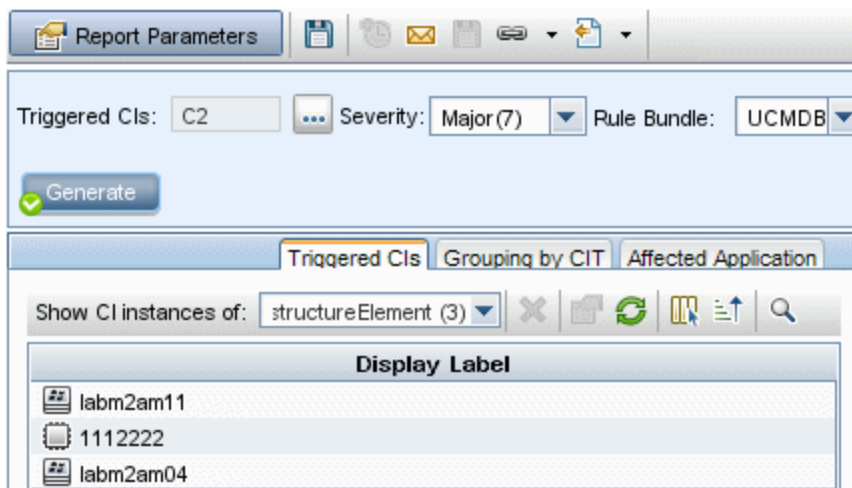 Report Parameters
Triggered CIs: C2 ... Severity: Major (7) Rule Bundle: UCMDB
Generate
Triggered CIs Grouping by CIT Affected Application
Show CI instances of: structureElement (3)
Display Label
labm2am11
1112222
labm2am04